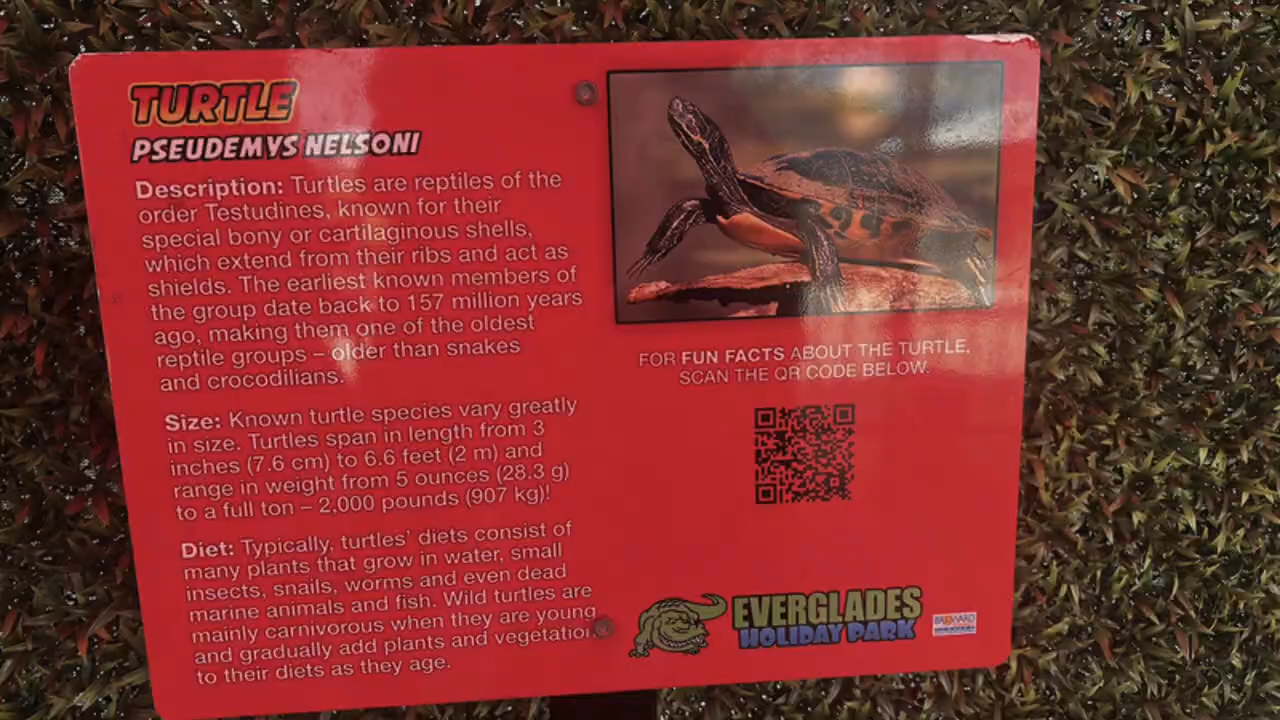 TURTLE
PSEUDEMYS NELSONI
Description: Turtles are reptiles of the
order Testudines, known for their
special bony or cartilaginous shells,
which extend from their ribs and act as
shields. The earliest known members of
the group date back to 157 million years
ago, making them one of the oldest
reptile groups – older than snakes
and crocodilians.
Size: Known turtle species vary greatly
in size. Turtles span in length from 3
inches (7.6 cm) to 6.6 feet (2 m) and
range in weight from 5 ounces (28.3 g)
to a full ton – 2,000 pounds (907 kg)!
Diet: Typically, turtles' diets consist of
many plants that grow in water, small
insects, snails, worms and even dead
marine animals and fish. Wild turtles are
mainly carnivorous when they are young
and gradually add plants and vegetation
to their diets as they age.
FOR FUN FACTS ABOUT THE TURTLE,
SCAN THE QR CODE BELOW.
EVERGLADES
HOLIDAY PARK
BROWARD